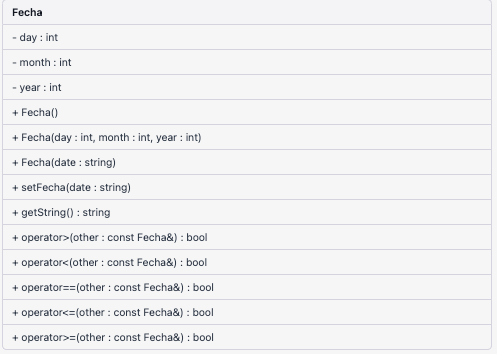 Fecha
- day : int
- month : int
- year : int
+ Fecha()
+ Fecha(day : int, month : int, year : int)
+ Fecha(date : string)
+ setFecha(date : string)
+ getString() : string
+ operator>(other : const Fecha&) : bool
+ operator<(other : const Fecha&) : bool
+ operator==(other : const Fecha&) : bool
+ operator<=(other : const Fecha&) : bool
+ operator>=(other : const Fecha&) : bool